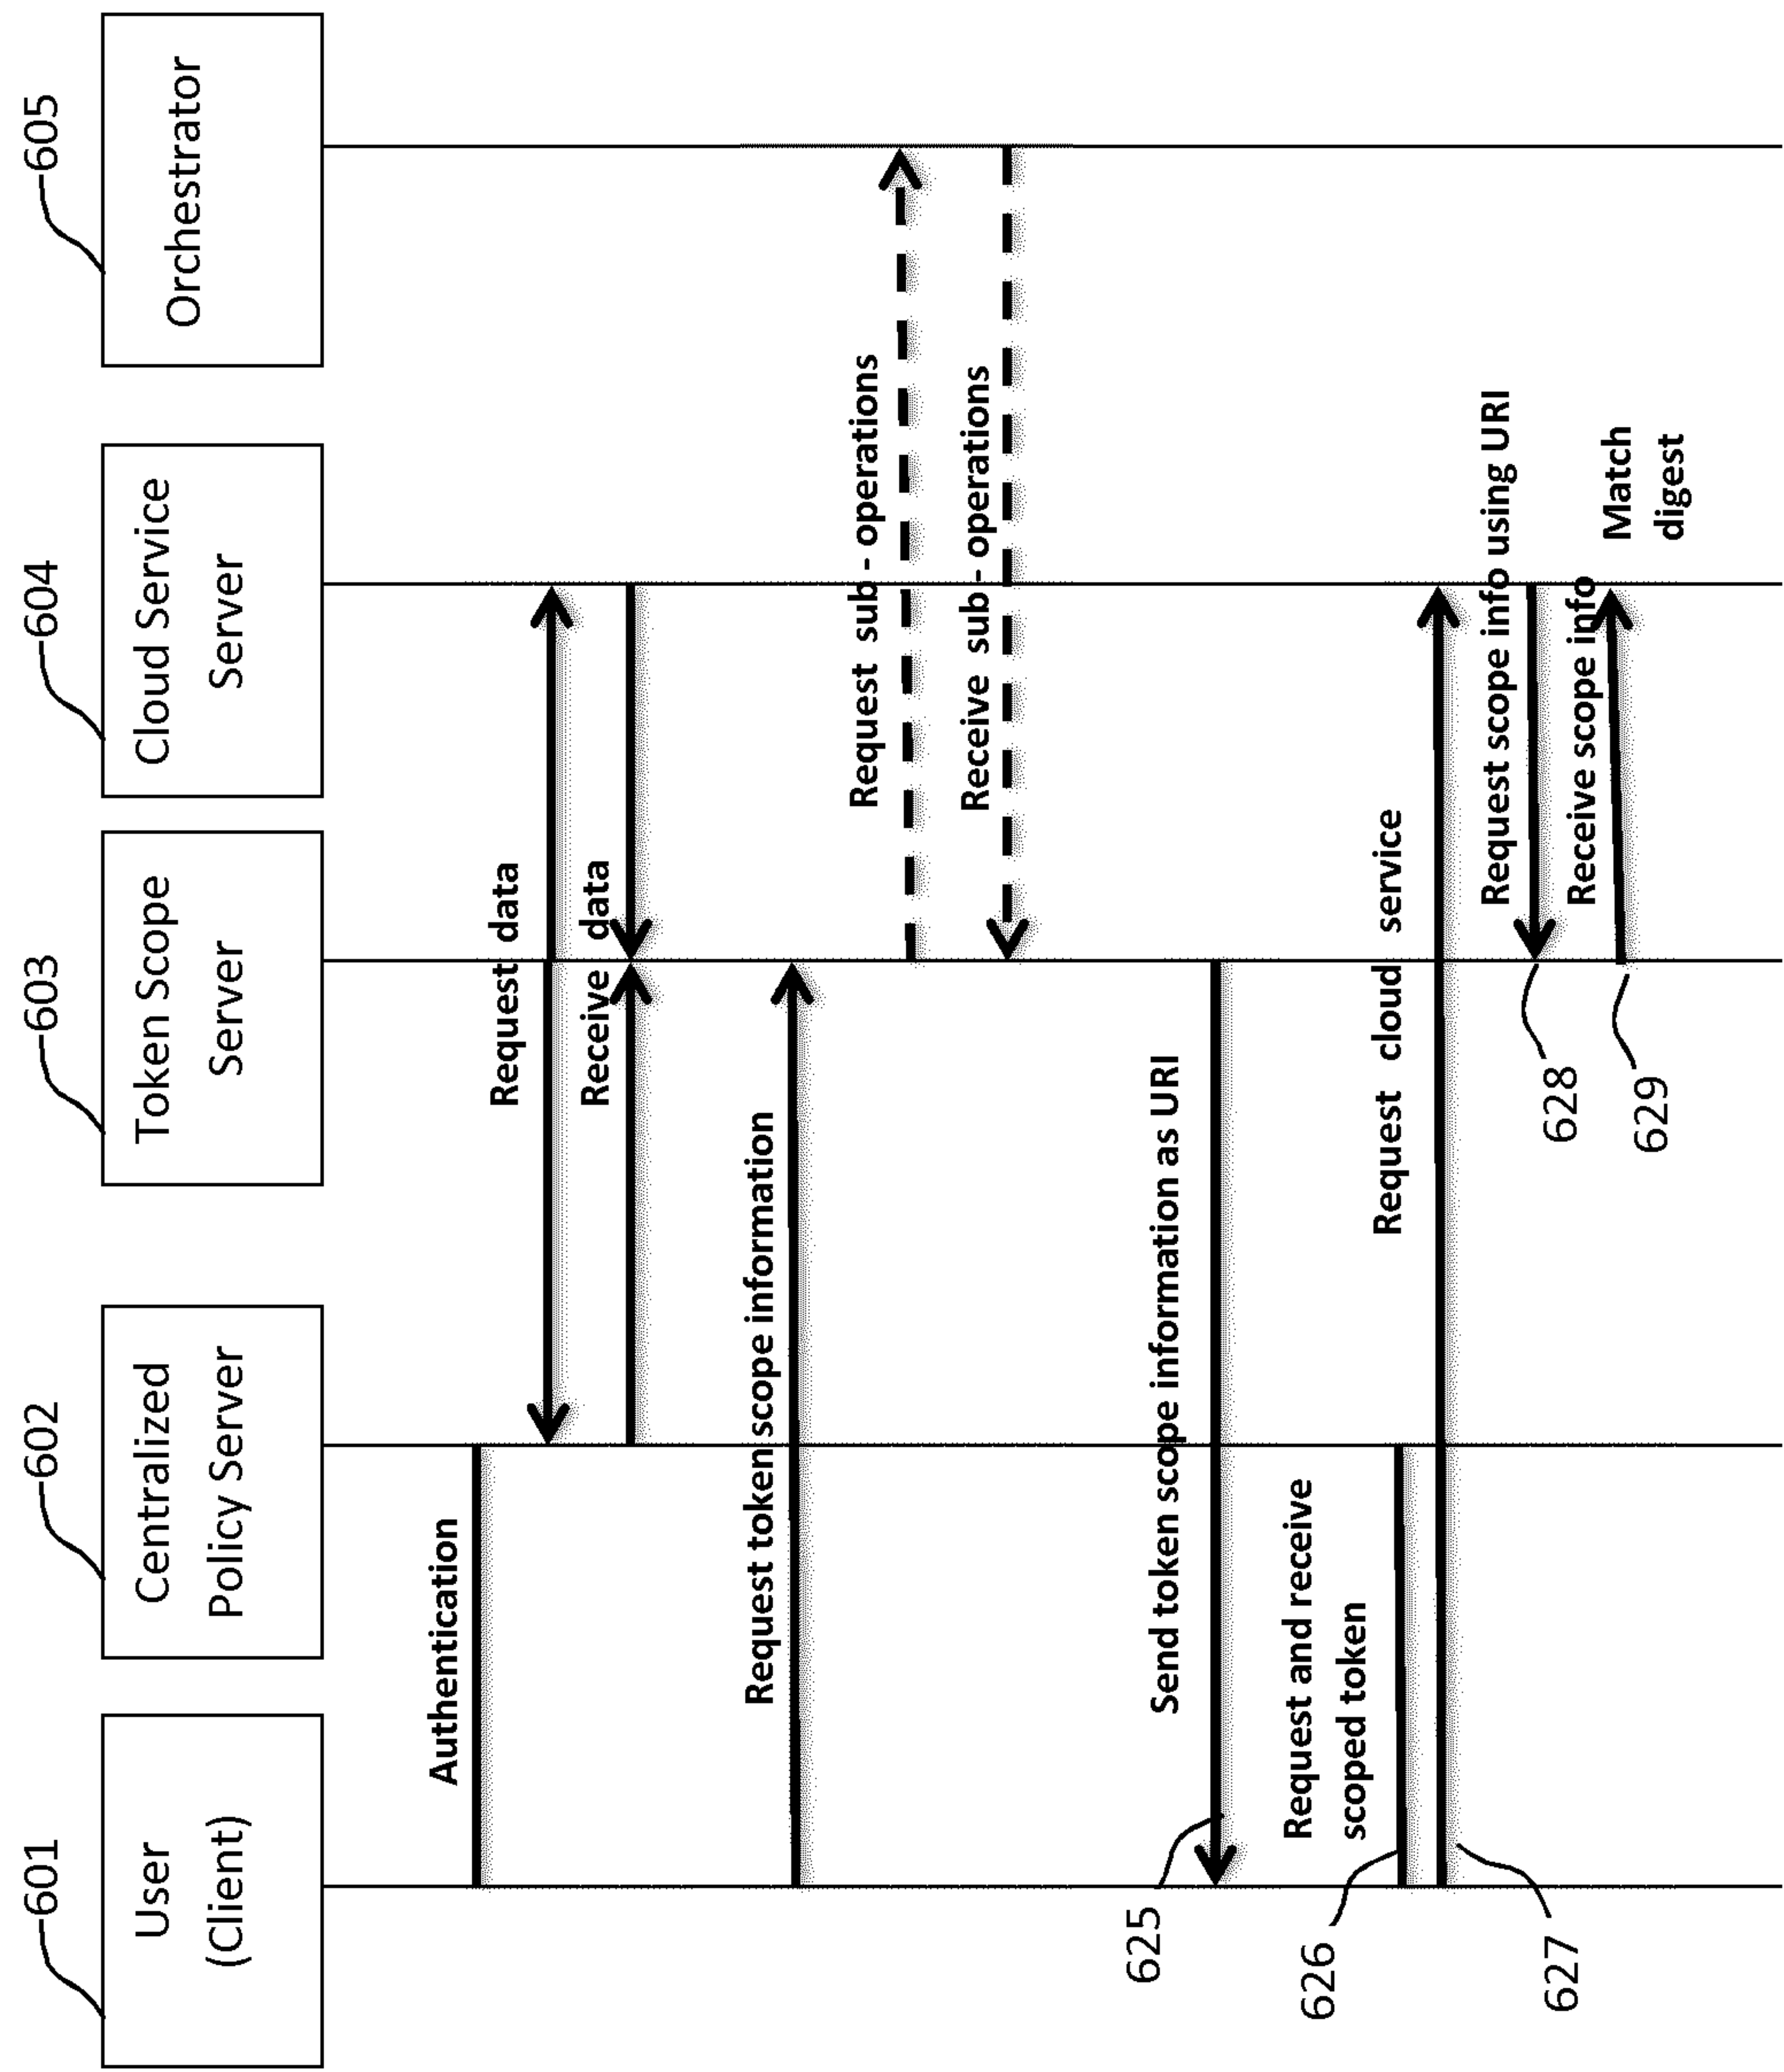 601
602
603
604
605
User
(Client)
Centralized
Policy Server
Token Scope
Server
Cloud Service
Server
Orchestrator
Authentication
Request data
Receive data
Request token scope information
Request sub - operations
Receive sub - operations
Send token scope information as URI
625
Request and receive
scoped token
626
Request cloud service
627
Request scope info using URI
628
Receive scope info
629
Match
digest